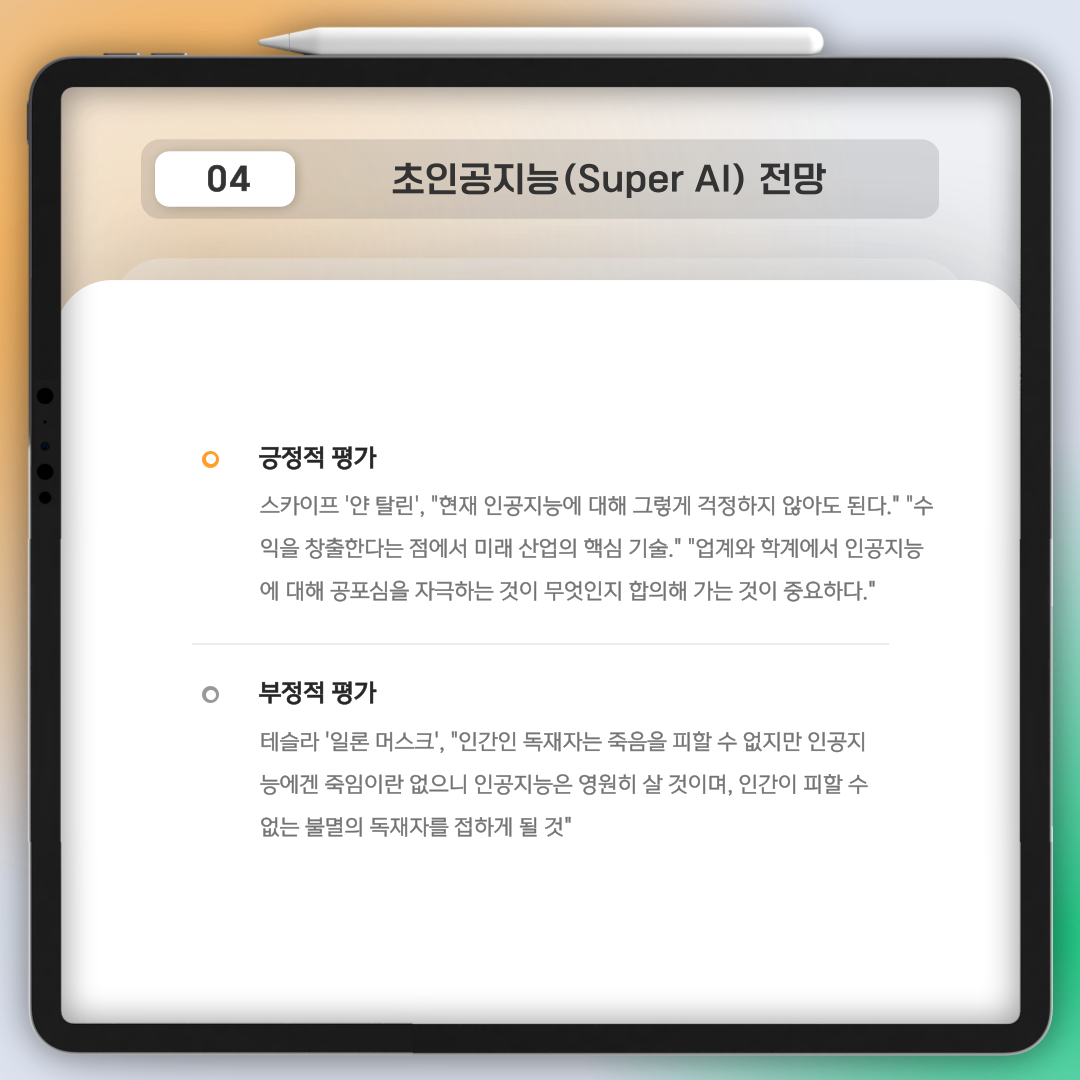 04
초인공지능(Super AI) 전망
긍정적 평가
스카이프 '얀 탈린', "현재 인공지능에 대해 그렇게 걱정하지 않아도 된다." "수
익을 창출한다는 점에서 미래 산업의 핵심 기술." "업계와 학계에서 인공지능
에 대해 공포심을 자극하는 것이 무엇인지 합의해 가는 것이 중요하다."
부정적 평가
테슬라 '일론 머스크', "인간인 독재자는 죽음을 피할 수 없지만 인공지
능에겐 죽임이란 없으니 인공지능은 영원히 살 것이며, 인간이 피할 수
없는 불멸의 독재자를 접하게 될 것"